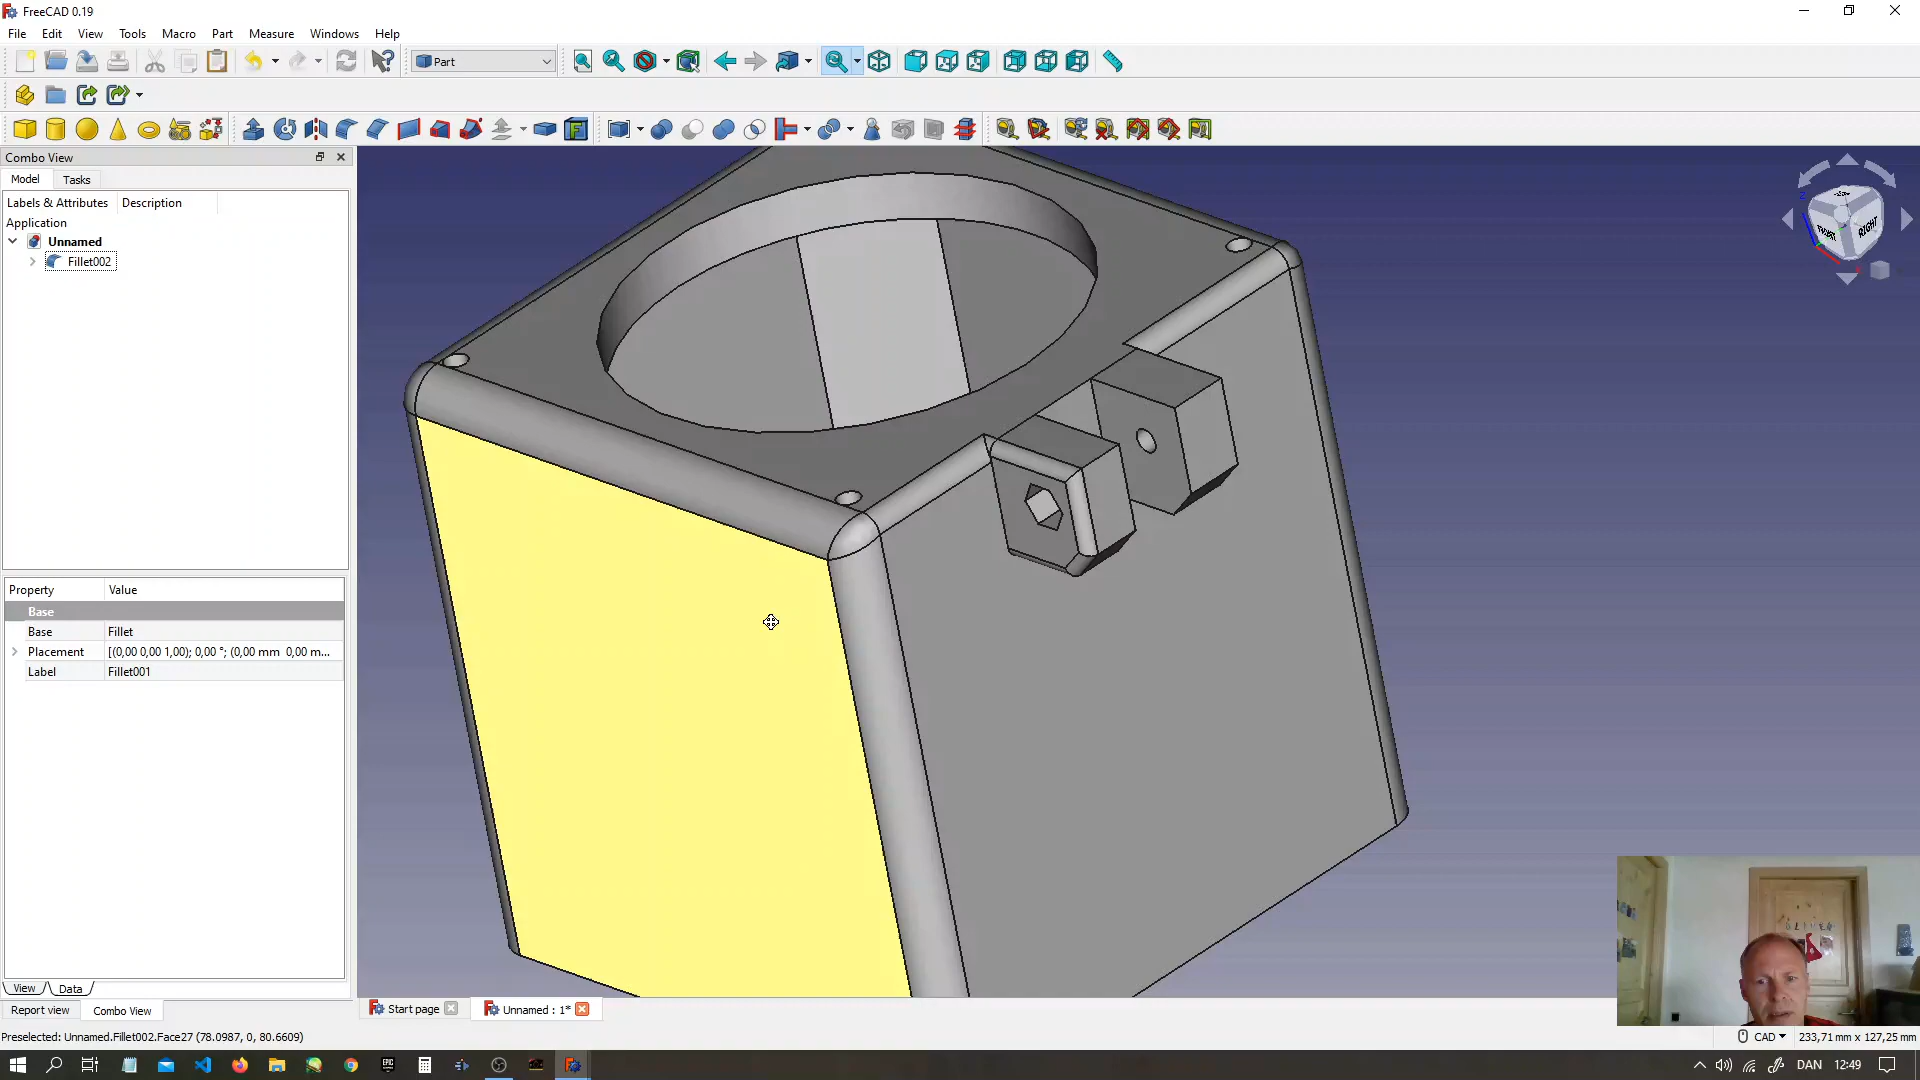 FreeCAD 0.19
File Edit View Tools Macro Part Measure Windows Help
Part
Combo View
Model Tasks
Labels & Attributes Description
Application
Unnamed
Fillet002
Property Value
Base
Base Fillet
Placement [(0,00 0,00 1,00); 0,00 °; (0,00 mm 0,00 m...
Label Fillet001
View Data
Report view Combo View
Start page Unnamed : 1*
RIGHT
Preselected: Unnamed.Fillet002.Face27 (78.0987, 0, 80.6609)
CAD 233,71 mm x 127,25 mm
EPIC
DAN 12:49